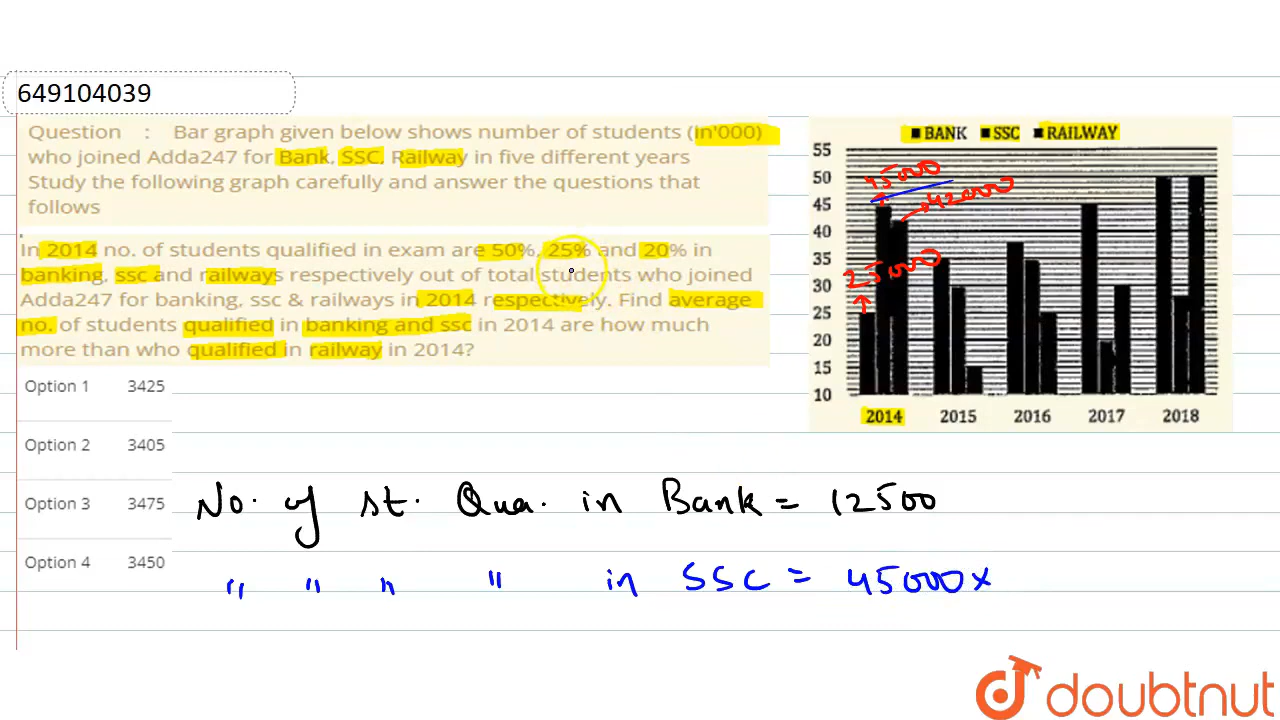 649104039
Question : Bar graph given below shows number of students (in'000)
who joined Adda247 for Bank, SSC, Railway in five different years
Study the following graph carefully and answer the questions that
follows
In 2014 no. of students qualified in exam are 50%, 25% and 20% in
banking, ssc and railways respectively out of total students who joined
Adda247 for banking, ssc & railways in 2014 respectively. Find average
no. of students qualified in banking and ssc in 2014 are how much
more than who qualified in railway in 2014?
Option 1 3425
Option 2 3405
Option 3 3475
Option 4 3450
BANK SSC RAILWAY
55
50
45
40
35
30
25
20
15
10
45000
42000
25000
2014 2015 2016 2017 2018
No. of st. Qua. in Bank = 12500
" " " " in SSC = 45000 x
doubtnut